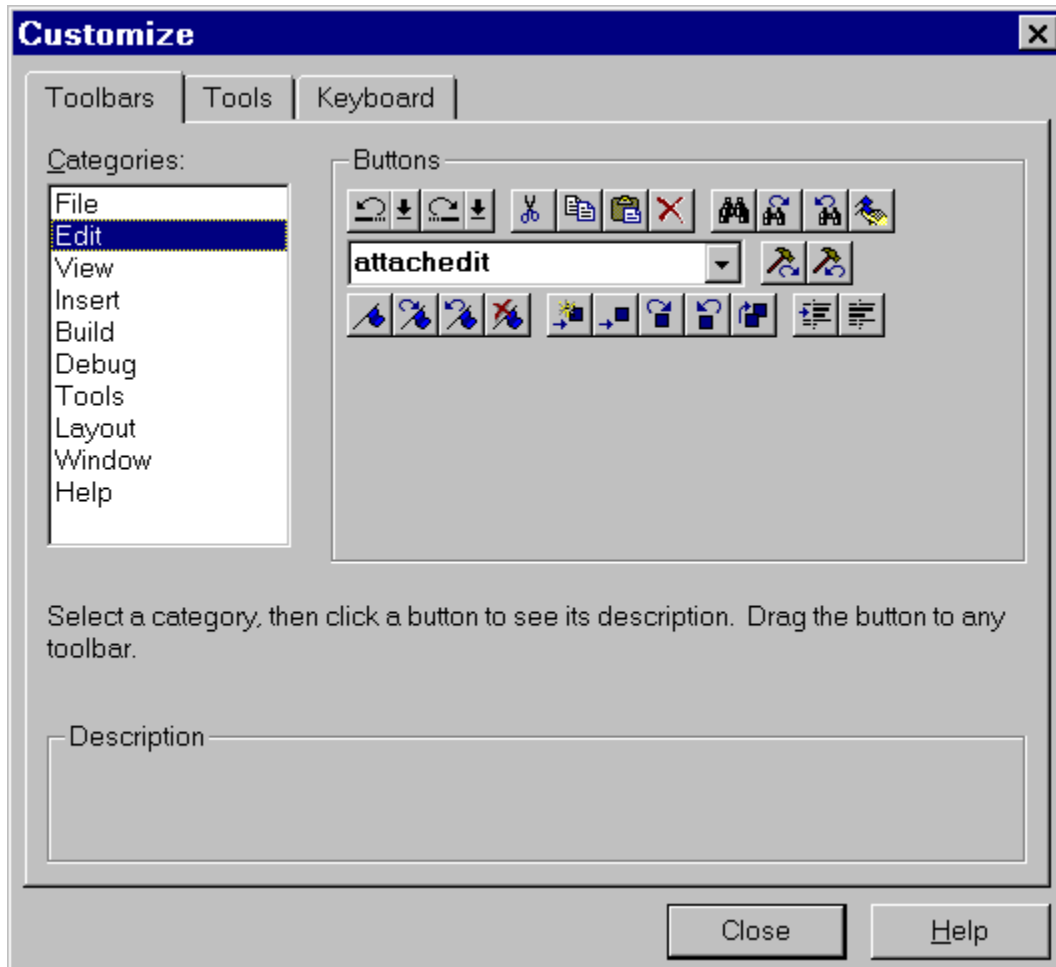 Customize
Toolbars Tools Keyboard
Categories:
File
Edit
View
Insert
Build
Debug
Tools
Layout
Window
Help
Buttons
attachedit
Select a category, then click a button to see its description. Drag the button to any
toolbar.
Description
Close Help